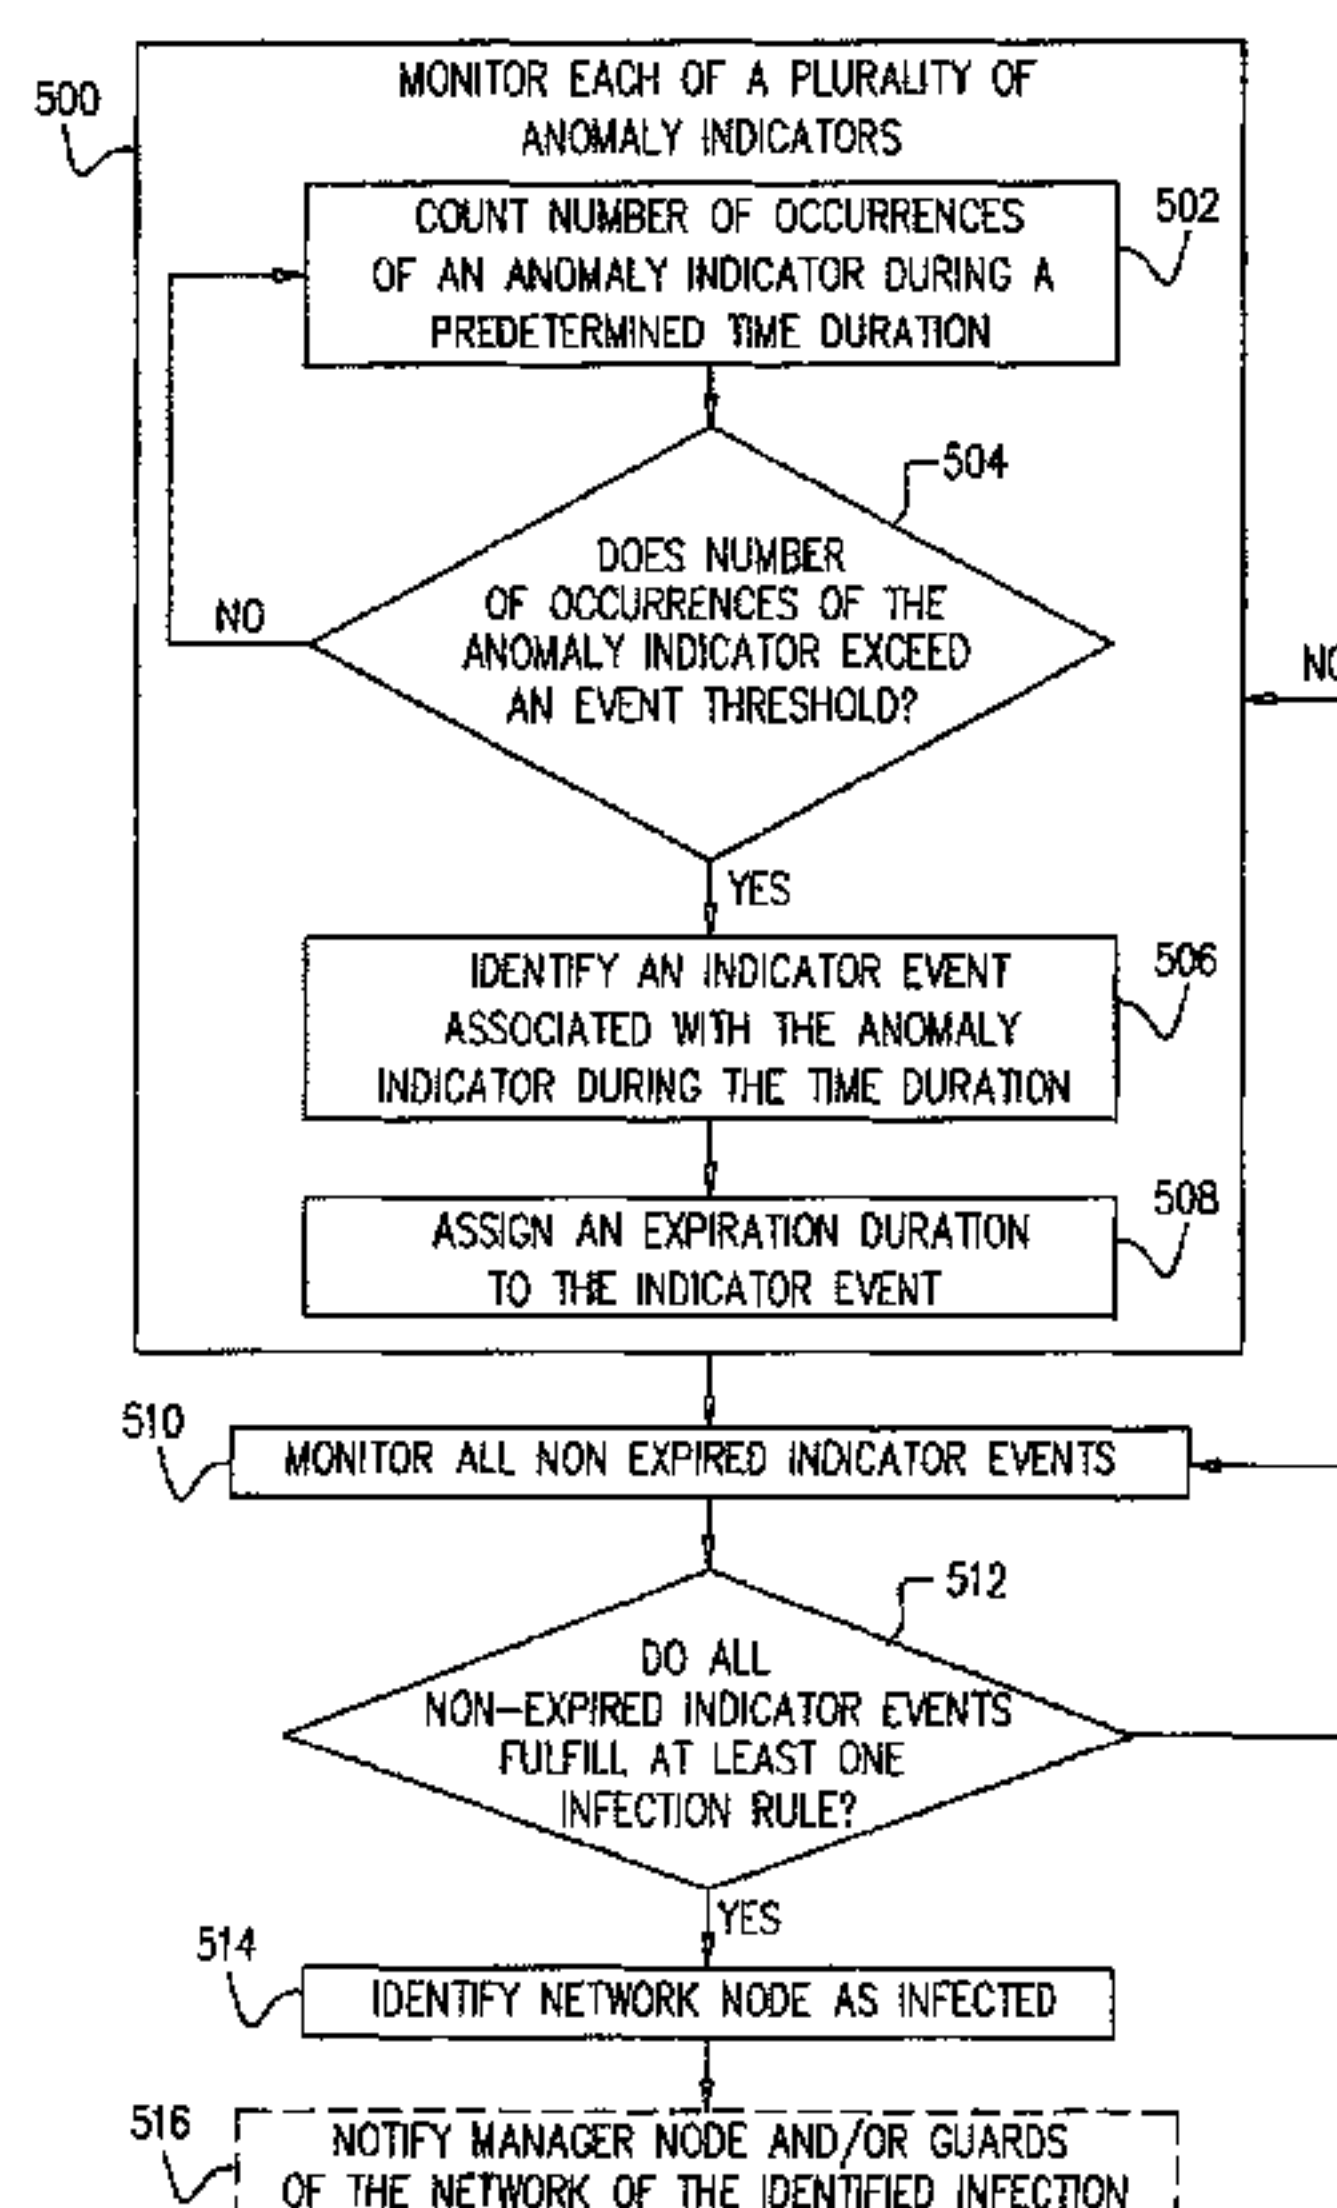 MONITOR EACH OF A PLURALITY OF
ANOMALY INDICATORS
500
COUNT NUMBER OF OCCURRENCES
OF AN ANOMALY INDICATOR DURING A
PREDETERMINED TIME DURATION
502
504
DOES NUMBER
OF OCCURRENCES OF THE
ANOMALY INDICATOR EXCEED
AN EVENT THRESHOLD?
NO
NO
YES
IDENTIFY AN INDICATOR EVENT
ASSOCIATED WITH THE ANOMALY
INDICATOR DURING THE TIME DURATION
506
ASSIGN AN EXPIRATION DURATION
TO THE INDICATOR EVENT
508
510
MONITOR ALL NON EXPIRED INDICATOR EVENTS
512
DO ALL
NON-EXPIRED INDICATOR EVENTS
FULFILL AT LEAST ONE
INFECTION RULE?
YES
514
IDENTIFY NETWORK NODE AS INFECTED
516
NOTIFY MANAGER NODE AND/OR GUARDS
OF THE NETWORK OF THE IDENTIFIED INFECTION